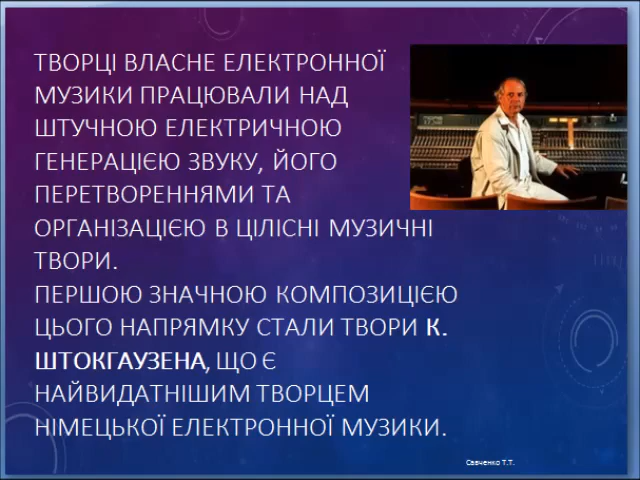 ТВОРЦІ ВЛАСНЕ ЕЛЕКТРОННОЇ
МУЗИКИ ПРАЦЮВАЛИ НАД
ШТУЧНОЮ ЕЛЕКТРИЧНОЮ
ГЕНЕРАЦІЄЮ ЗВУКУ, ЙОГО
ПЕРЕТВОРЕННЯМИ ТА
ОРГАНІЗАЦІЄЮ В ЦІЛІСНІ МУЗИЧНІ
ТВОРИ.
ПЕРШОЮ ЗНАЧНОЮ КОМПОЗИЦІЄЮ
ЦЬОГО НАПРЯМКУ СТАЛИ ТВОРИ К.
ШТОКГАУЗЕНА, ЩО Є
НАЙВИДАТНІШИМ ТВОРЦЕМ
НІМЕЦЬКОЇ ЕЛЕКТРОННОЇ МУЗИКИ.
Савченко Т.Т.